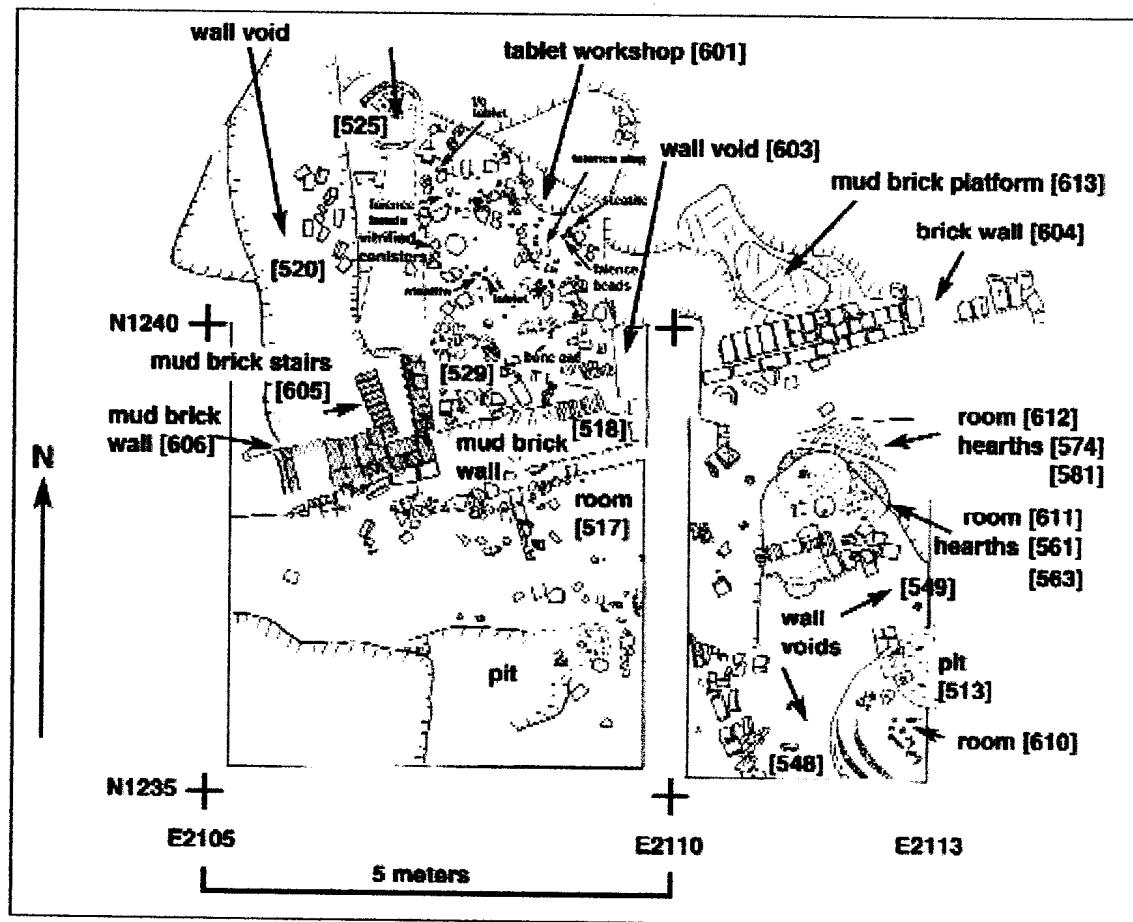 wall void
tablet workshop [601]
[525]
tablet
wall void [603]
mud brick platform [613]
steatite
brick wall [604]
faience
beads
vitrified
canisters
[520]
faience
beads
tablet
N1240
mud brick stairs
[605]
[529]
mud brick
wall [606]
[518]
mud brick
wall
room
[517]
N
room [612]
hearths [574]
[581]
room [611]
hearths [561]
[563]
[549]
wall
voids
pit
pit
[513]
room [610]
[548]
N1235
E2105
E2110
E2113
5 meters